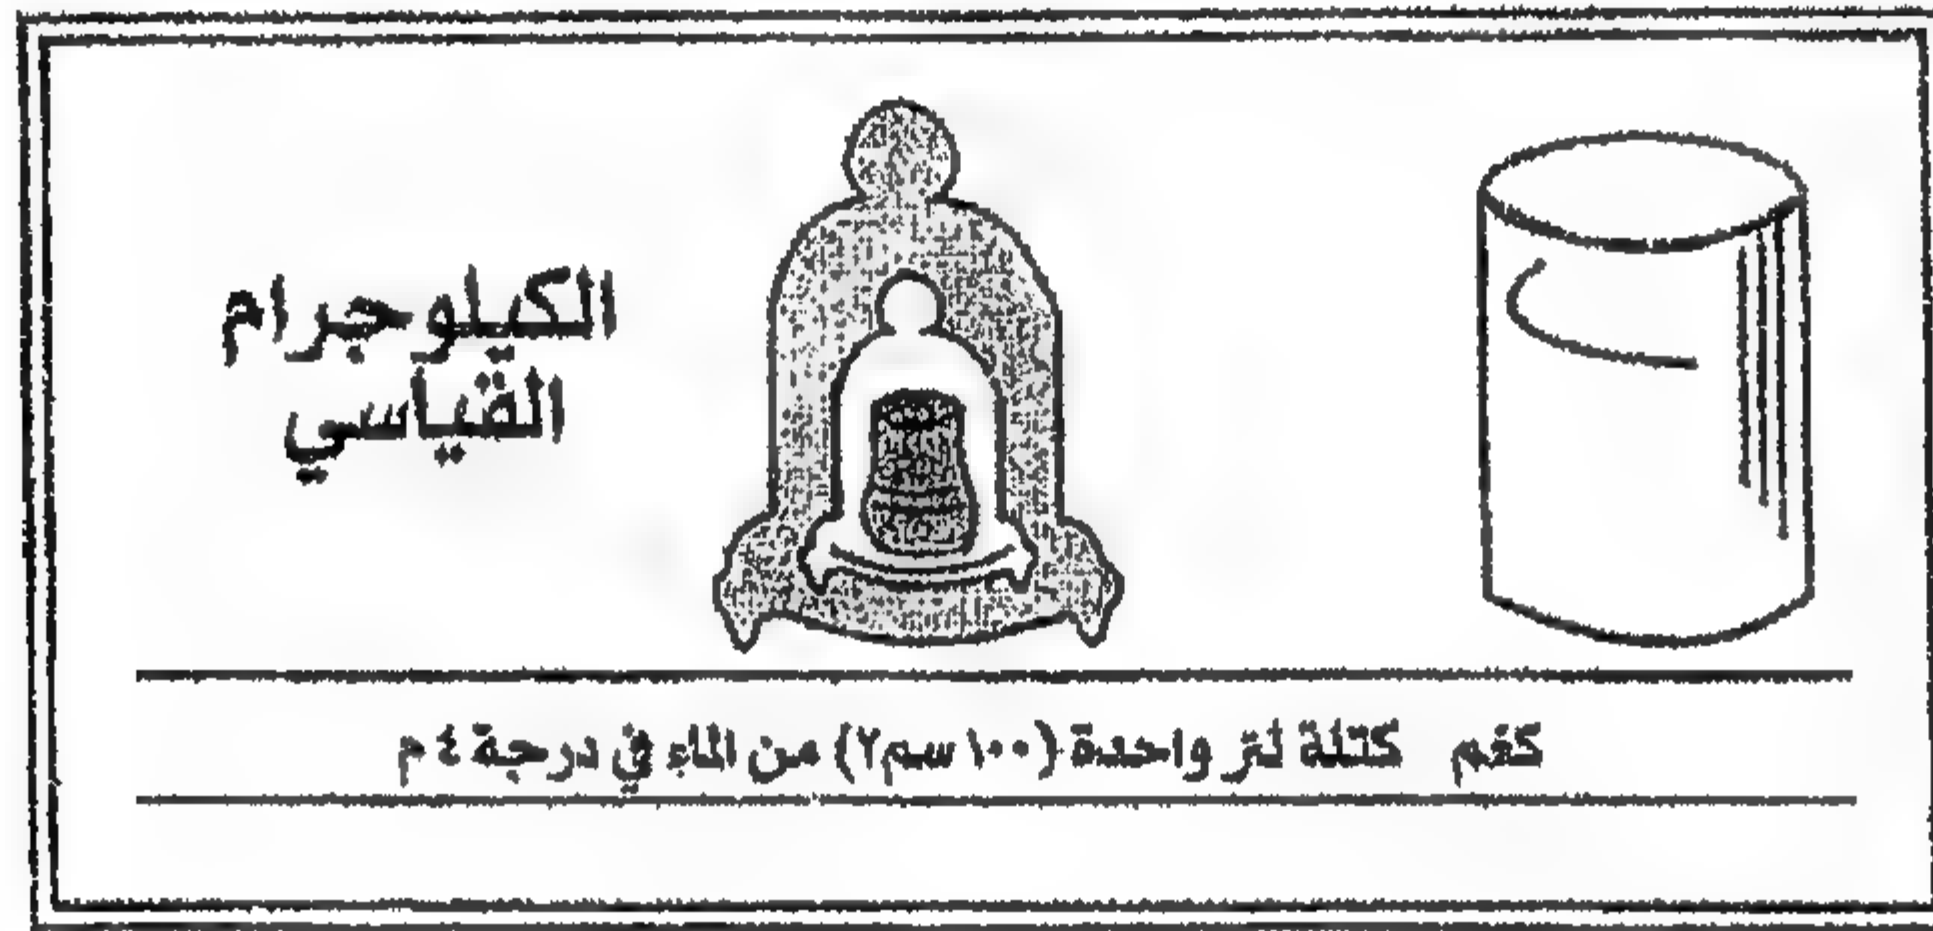 الكيلوجرام
القياسي
كغم كتلة لتر واحدة (١٠٠ سم٢) من الماء في درجة ٤ م